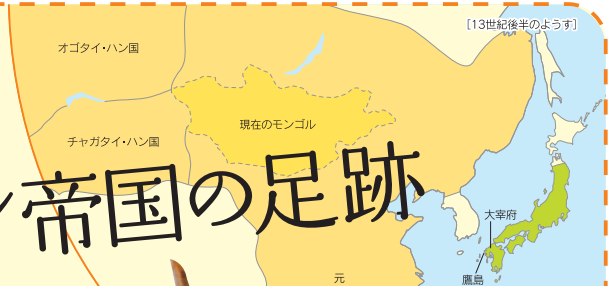 [13世紀後半のようす]
オゴタイ・ハン国
現在のモンゴル
チャガタイ・ハン国
帝国の足跡
大宰府
元
鷹島